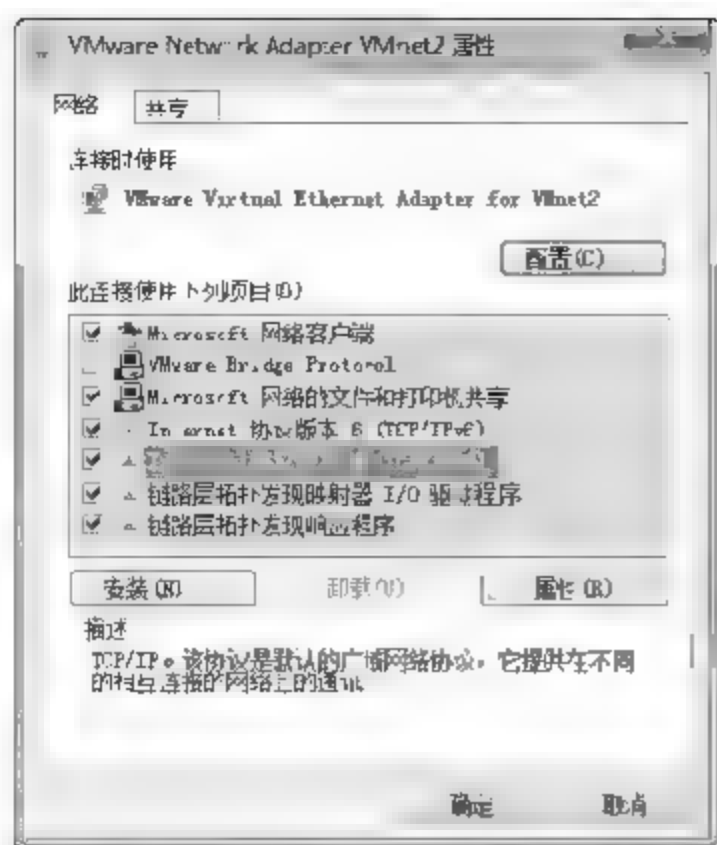 VMware Network Adapter VMnet2 属性
网络 共享
连接时使用
VMware Virtual Ethernet Adapter for VMnet2
配置(C)
此连接使用下列项目(O)
Microsoft 网络客户端
VMware Bridge Protocol
Microsoft 网络的文件和打印机共享
Internet 协议版本 6 (TCP/IPv6)
链路层拓扑发现映射器 I/O 驱动程序
链路层拓扑发现响应程序
安装(N) 卸载(U) 属性(R)
描述
TCP/IP。该协议是默认的广域网络协议，它提供在不同
的相互连接的网络上的通讯
确定 取消